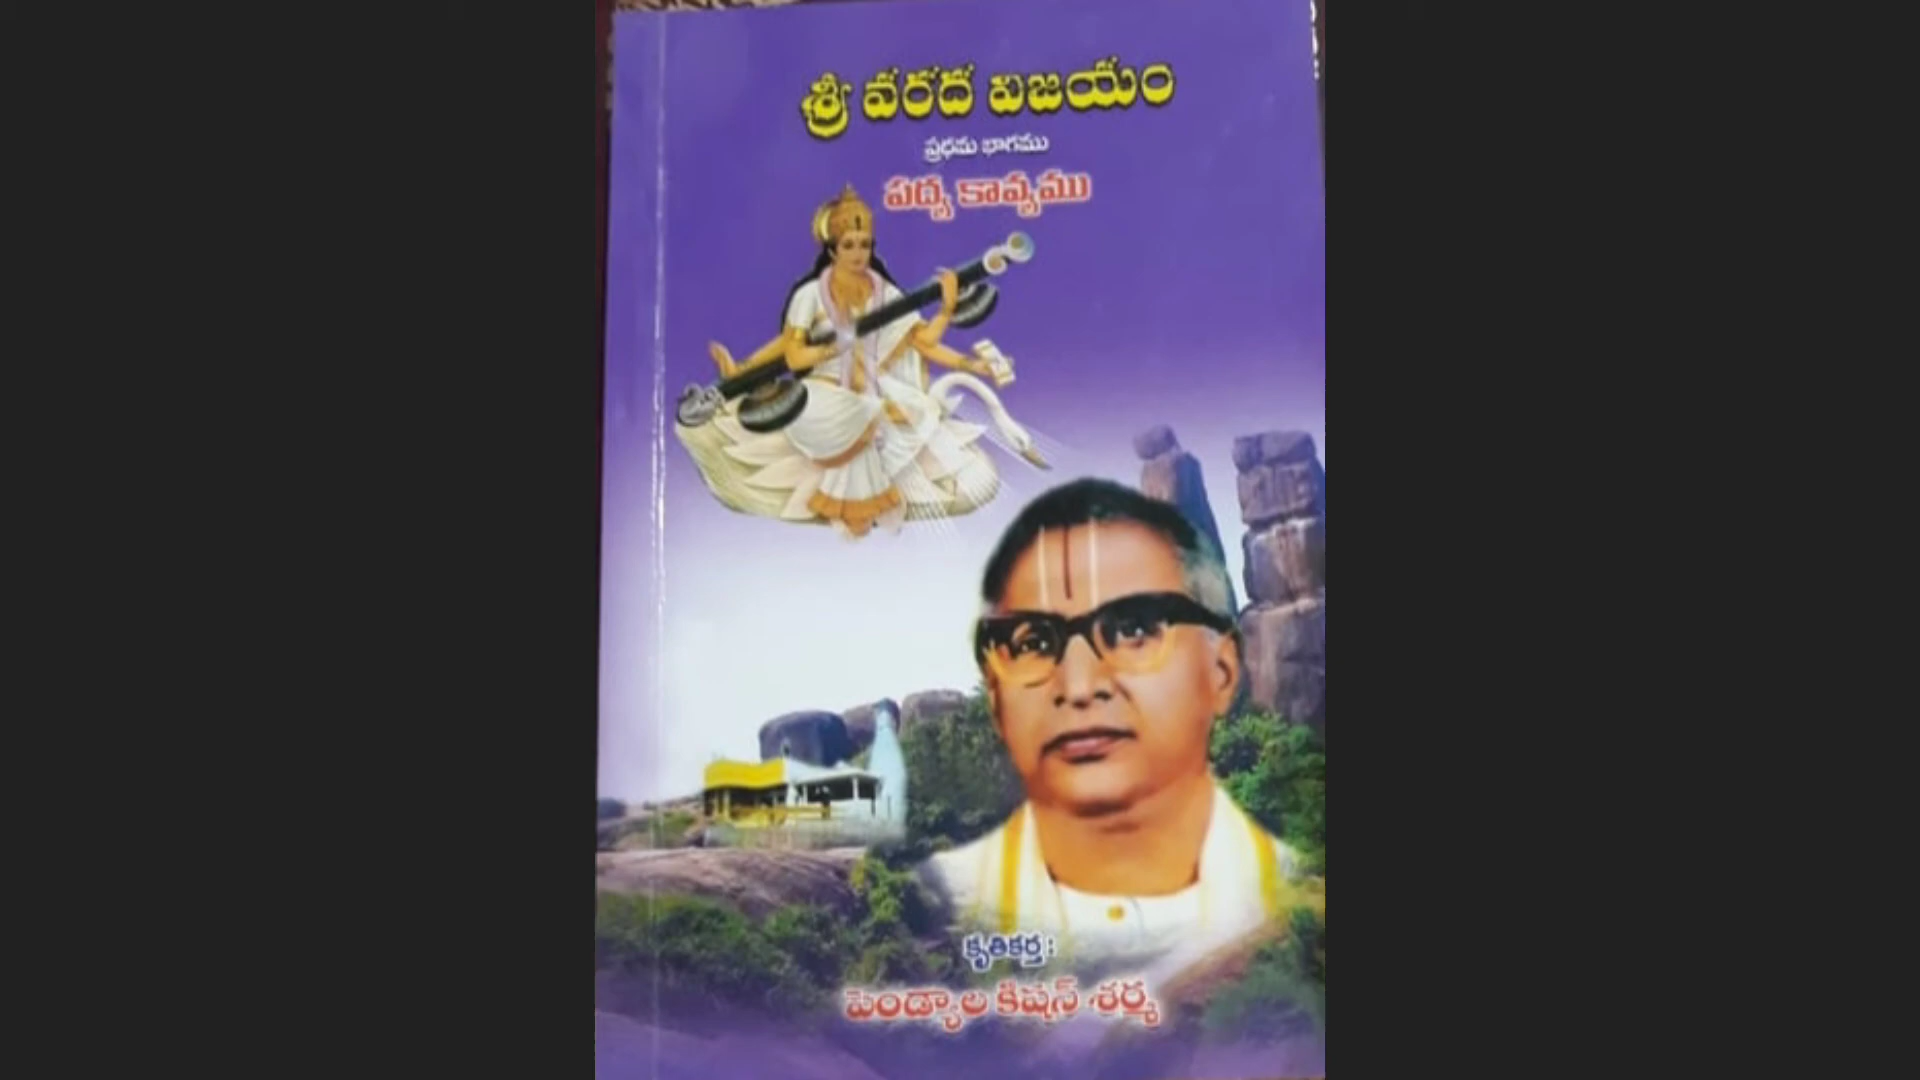 శ్రీ వరద విజయం
ప్రథమ భాగము
పద్య కావ్యము
కృతికర్త :
పెండ్యాల కిషన్ శర్మ